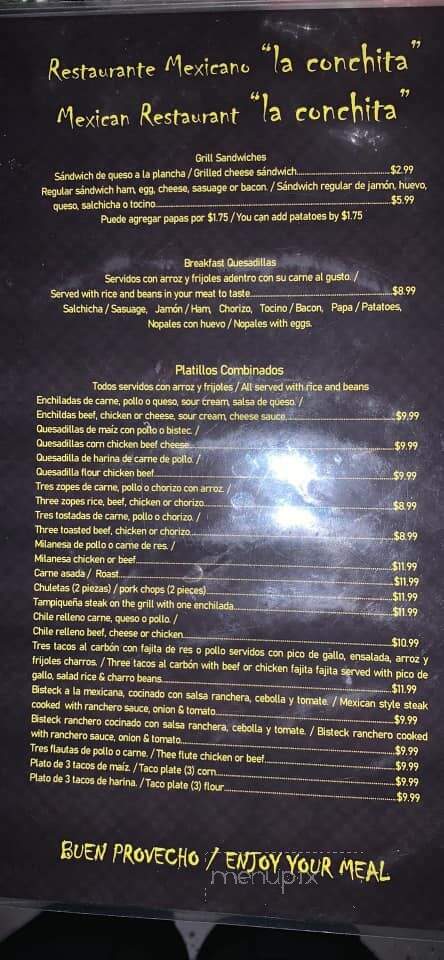 Restaurante Mexicano “la conchita”
Mexican Restaurant “la conchita”
Grill Sandwiches
Sándwich de queso a la plancha / Grilled cheese sándwich $2.99
Regular sándwich ham, egg, cheese, sasuage or bacon. / Sándwich regular de jamón, huevo,
queso, salchicha o tocino $5.99
Puede agregar papas por $1.75 / You can add patatoes by $1.75
Breakfast Quesadillas
Servidos con arroz y frijoles adentro con su carne al gusto. /
Served with rice and beans in your meat to taste $8.99
Salchicha / Sasuage, Jamón / Ham, Chorizo, Tocino / Bacon, Papa / Patatoes,
Nopales con huevo / Nopales with eggs.
Platillos Combinados
Todos servidos con arroz y frijoles / All served with rice and beans
Enchiladas de carne, pollo o queso, sour cream, salsa de queso. /
Enchildas beef, chicken or cheese, sour cream, cheese sauce $9.99
Quesadillas de maíz con pollo o bistec. /
Quesadillas corn chicken beef cheese $9.99
Quesadilla de harina de carne de pollo. /
Quesadilla flour chicken beef $9.99
Tres zopes de carne, pollo o chorizo con arroz. /
Three zopes rice, beef, chicken or chorizo $8.99
Tres tostadas de carne, pollo o chorizo. /
Three toasted beef, chicken or chorizo $8.99
Milanesa de pollo o carne de res. /
Milanesa chicken or beef $11.99
Carne asada / Roast $11.99
Chuletas (2 piezas) / pork chops (2 pieces) $11.99
Tampiqueña steak on the grill with one enchilada $11.99
Chile relleno carne, queso o pollo. /
Chile relleno beef, cheese or chicken $10.99
Tres tacos al carbón con fajita de res o pollo servidos con pico de gallo, ensalada, arroz y
frijoles charros. / Three tacos al carbón with beef or chicken fajita fajita served with pico de
gallo, salad rice & charro beans $11.99
Bisteck a la mexicana, cocinado con salsa ranchera, cebolla y tomate. / Mexican style steak
cooked with ranchero sauce, onion & tomato $9.99
Bisteck ranchero cocinado con salsa ranchera, cebolla y tomate. / Bisteck ranchero cooked
with ranchero sauce, onion & tomato $9.99
Tres flautas de pollo o carne. / Thee flute chicken or beef $9.99
Plato de 3 tacos de maíz. / Taco plate (3) corn $9.99
Plato de 3 tacos de harina. / Taco plate (3) flour $9.99
BUEN PROVECHO / ENJOY YOUR MEAL
menupix